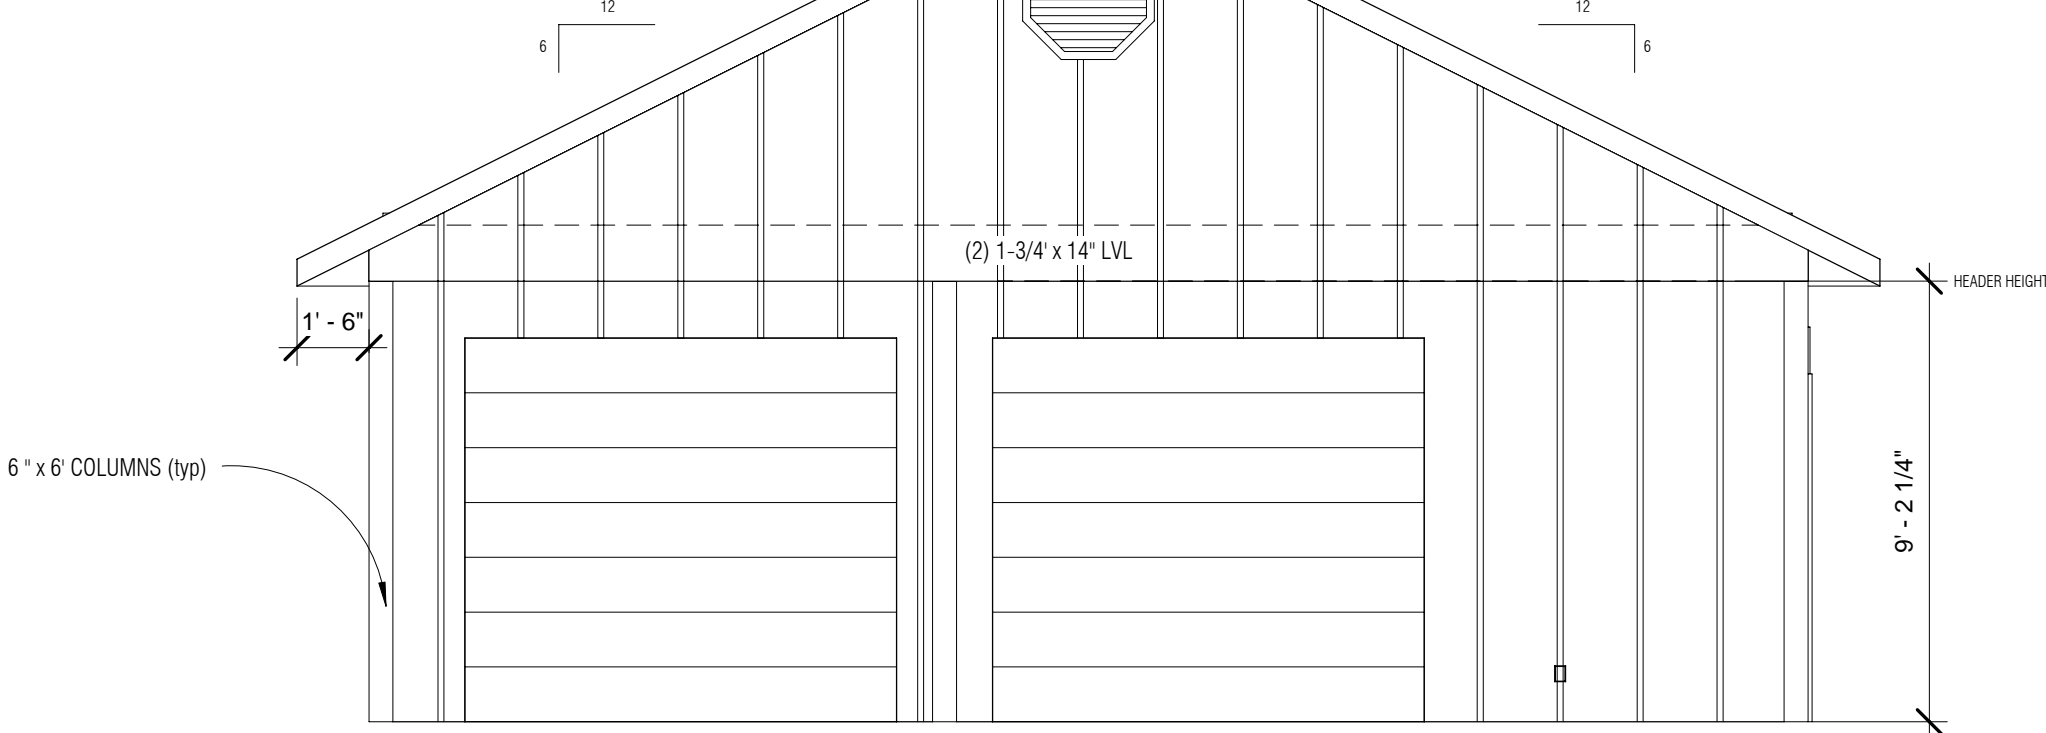 12
12
6
6
(2) 1-3/4' x 14" LVL
HEADER HEIGHT
1' - 6"
6 " x 6' COLUMNS (typ)
9' - 2 1/4"